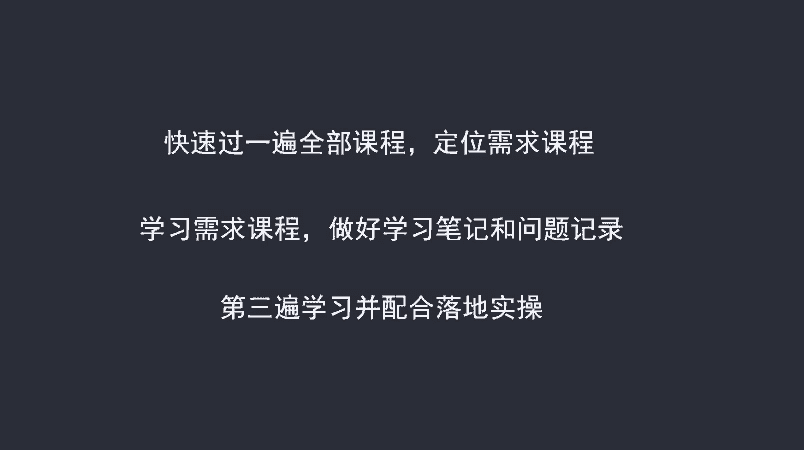 快速过一遍全部课程，定位需求课程
学习需求课程，做好学习笔记和问题记录
第三遍学习并配合落地实操